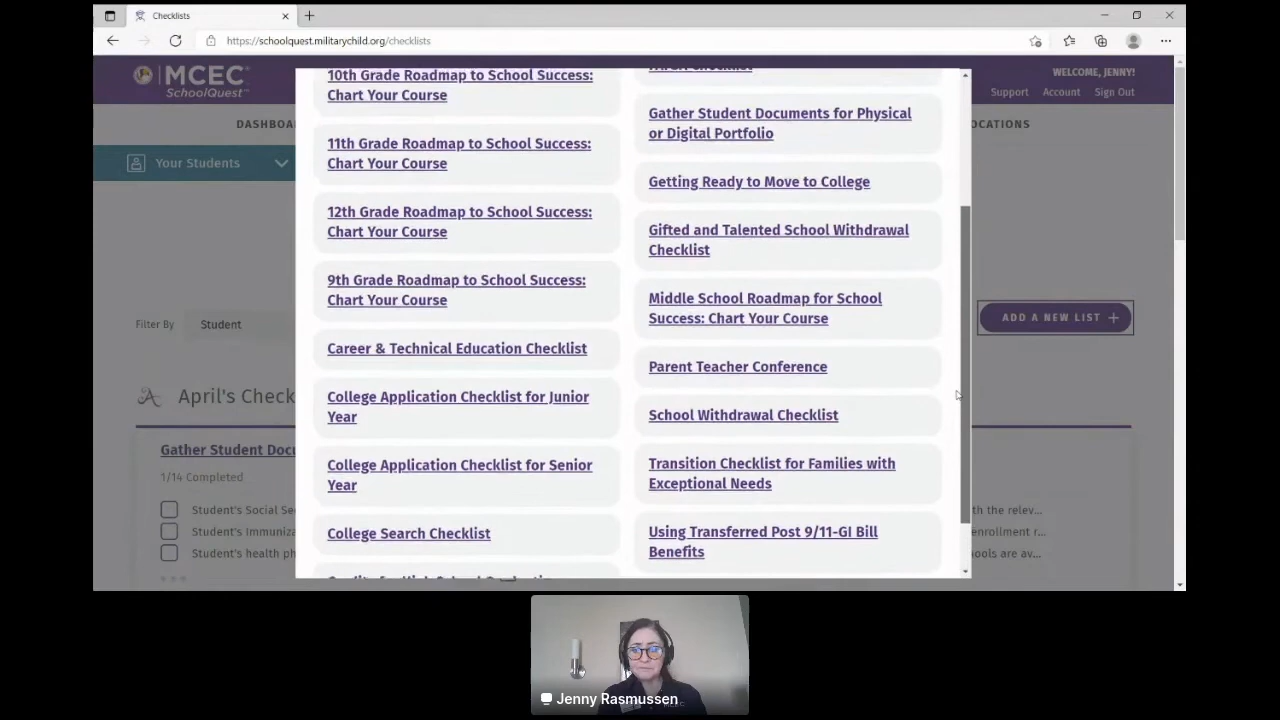 Checklists
https://schoolquest.militarychild.org/checklists
MCEC
SchoolQuest
WELCOME, JENNY!
Support
Account
Sign Out
DASHBOA
OCATIONS
Your Students
Filter By
Student
ADD A NEW LIST +
April's Check
Gather Student Docu
1/14 Completed
Student's Social Se
Student's Immuniza
Student's health ph
th the relev...
enrollment r...
ools are av...
10th Grade Roadmap to School Success:
Chart Your Course
11th Grade Roadmap to School Success:
Chart Your Course
12th Grade Roadmap to School Success:
Chart Your Course
9th Grade Roadmap to School Success:
Chart Your Course
Career & Technical Education Checklist
College Application Checklist for Junior
Year
College Application Checklist for Senior
Year
College Search Checklist
Gather Student Documents for Physical
or Digital Portfolio
Getting Ready to Move to College
Gifted and Talented School Withdrawal
Checklist
Middle School Roadmap for School
Success: Chart Your Course
Parent Teacher Conference
School Withdrawal Checklist
Transition Checklist for Families with
Exceptional Needs
Using Transferred Post 9/11-GI Bill
Benefits
Jenny Rasmussen